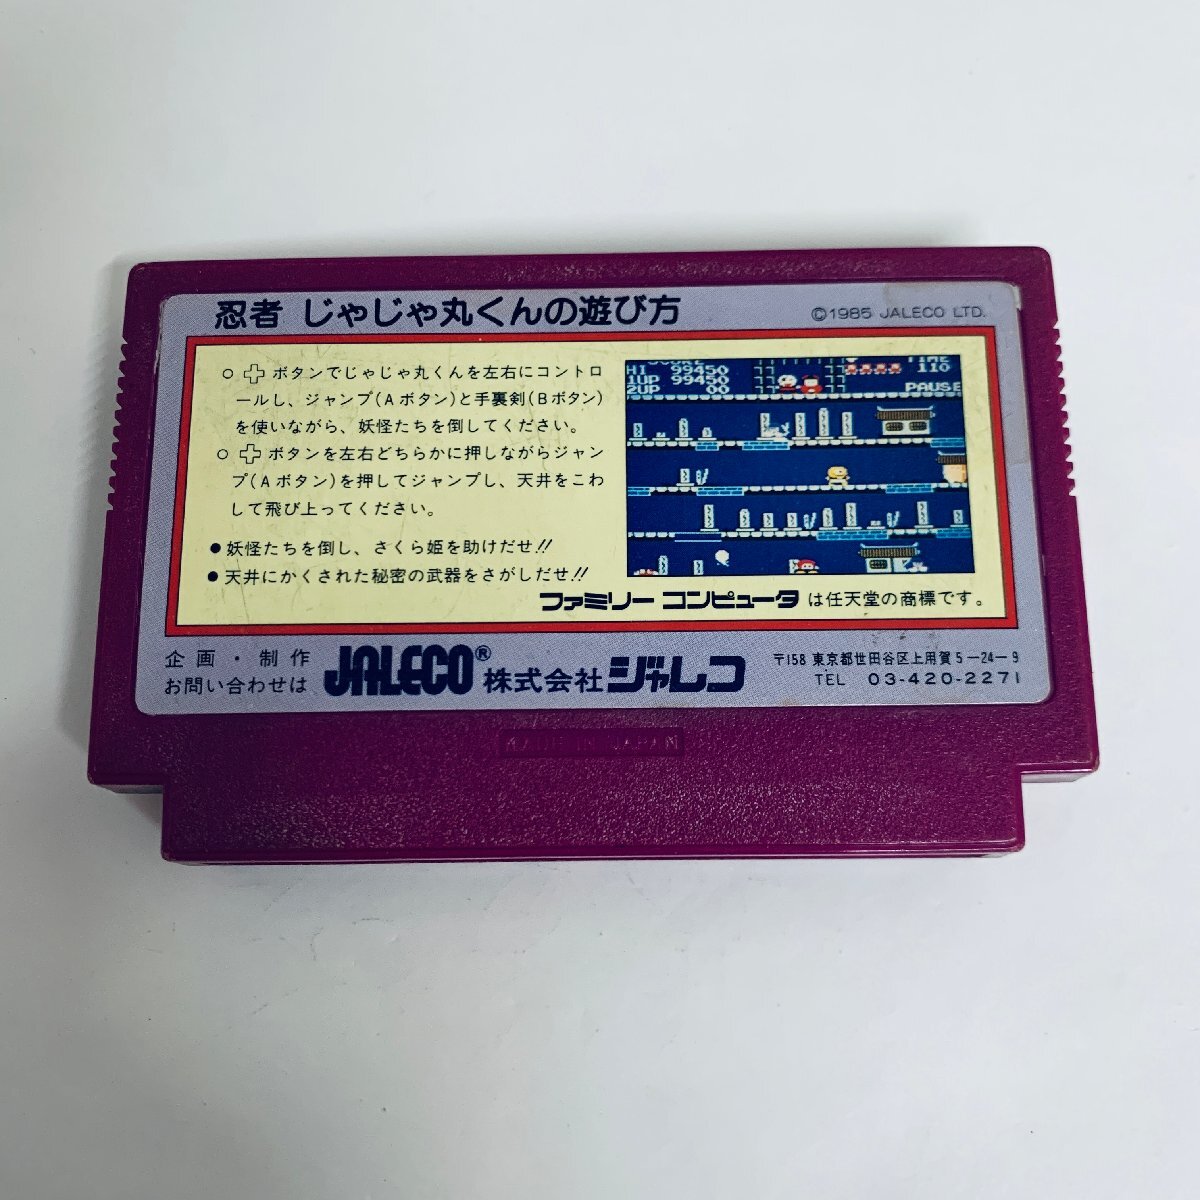 忍者 じゃじゃ丸くんの遊び方
©1985 JALECO LTD.
○ ボタンでじゃじゃ丸くんを左右にコントロ
ールし、ジャンプ(Aボタン)と手裏剣(Bボタン)
を使いながら、妖怪たちを倒してください。
○ ボタンを左右どちらかに押しながらジャン
プ(Aボタン)を押してジャンプし、天井をこわ
して飛び上ってください。
●妖怪たちを倒し、さくら姫を助けだせ!!
●天井にかくされた秘密の武器をさがしだせ!!
SCORE
TIME
HI 99450
110
1UP 99450
2UP 00
PAUSE
ファミリー コンピュータ は任天堂の商標です。
企画・制作
お問い合わせは
JALECO® 株式会社ジャレコ
〒158 東京都世田谷区上用賀5-24-9
TEL 03-420-2271
MADE IN JAPAN